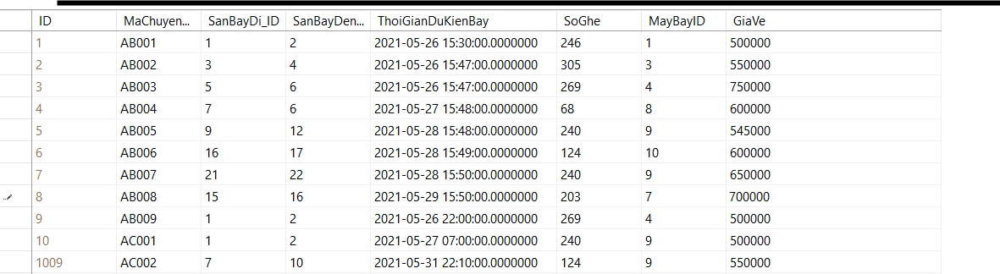 ID MaChuyen... SanBayDi_ID SanBayDen... ThoiGianDuKienBay SoGhe MayBayID GiaVe
1 AB001 1 2 2021-05-26 15:30:00.0000000 246 1 500000
2 AB002 3 4 2021-05-26 15:47:00.0000000 305 3 550000
3 AB003 5 6 2021-05-26 15:47:00.0000000 269 4 750000
4 AB004 7 6 2021-05-27 15:48:00.0000000 68 8 600000
5 AB005 9 12 2021-05-28 15:48:00.0000000 240 9 545000
6 AB006 16 17 2021-05-28 15:49:00.0000000 124 10 600000
7 AB007 21 22 2021-05-28 15:50:00.0000000 240 9 650000
8 AB008 15 16 2021-05-29 15:50:00.0000000 203 7 700000
9 AB009 1 2 2021-05-26 22:00:00.0000000 269 4 500000
10 AC001 1 2 2021-05-27 07:00:00.0000000 240 9 500000
1009 AC002 7 10 2021-05-31 22:10:00.0000000 124 9 550000